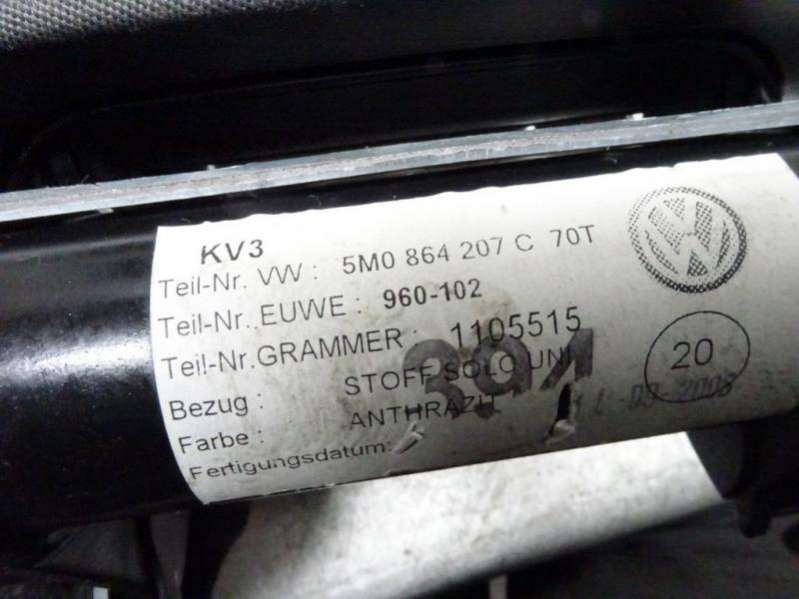 KV3
Teil-Nr. VW : 5M0 864 207 C 70T
Teil-Nr. EUWE : 960-102
Teil-Nr.GRAMMER : 1105515
Bezug : STOFF SOLO UNI
Farbe : ANTHRAZIT
Fertigungsdatum:
391
20